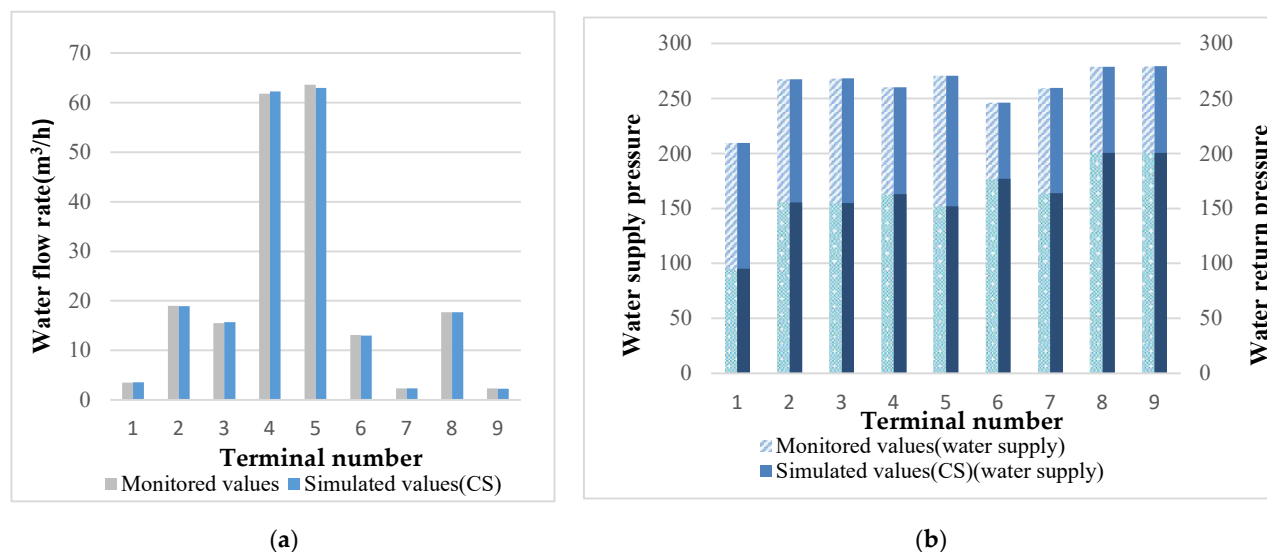 70
60
50
40
30
20
10
0
Water flow rate(m³/h)
1 2 3 4 5 6 7 8 9
Terminal number
Monitored values Simulated values(CS)
(a)
300
250
200
150
100
50
0
Water supply pressure
300
250
200
150
100
50
0
Water return pressure
1 2 3 4 5 6 7 8 9
Terminal number
Monitored values(water supply)
Simulated values(CS)(water supply)
(b)